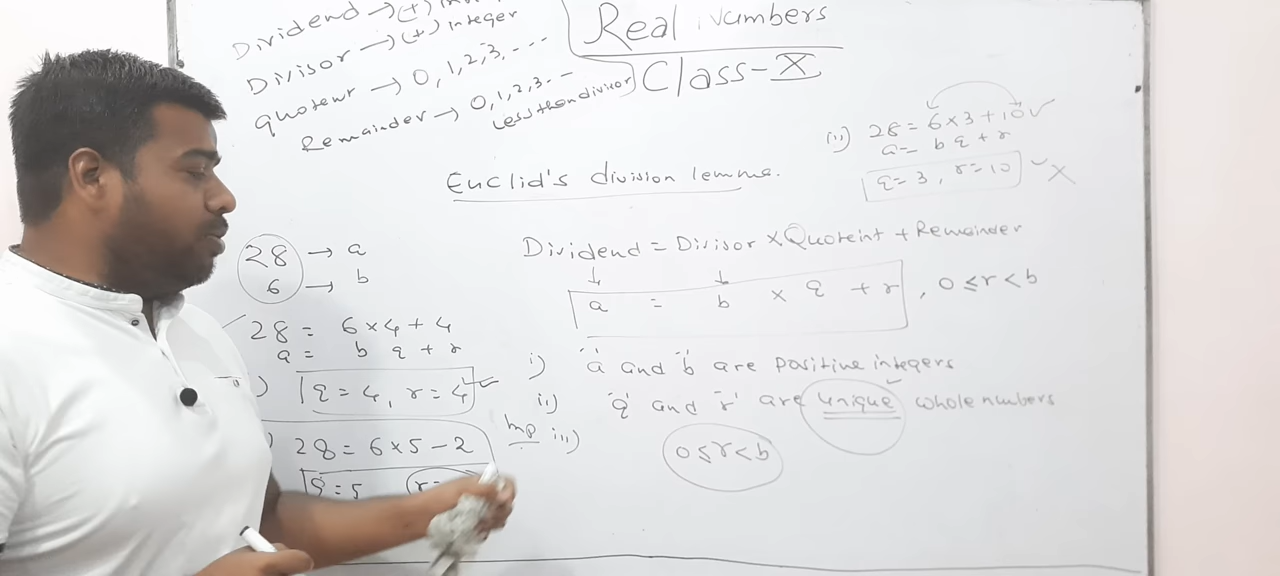 Real Numbers
Class-X
Dividend → (+)
Divisor → (+) integer
Quotent → 0, 1, 2, 3, ---
Remainder → 0, 1, 2, 3. --
Less than divisor
Euclid's division lemma.
(ii) 28 = 6 × 3 + 10 ✓
a = b q + r
q = 3, r = 10 ✓ X
Dividend = Divisor × Quoteint + Remainder
a = b × q + r, 0 ≤ r < b
i) 'a' and 'b' are positive integers
ii) 'q' and 'r' are unique whole numbers
Imp iii) 0 ≤ r < b
28 → a
6 → b
28 = 6 × 4 + 4
a = b q + r
) q = 4, r = 4 ✓
) 28 = 6 × 5 − 2
q = 5